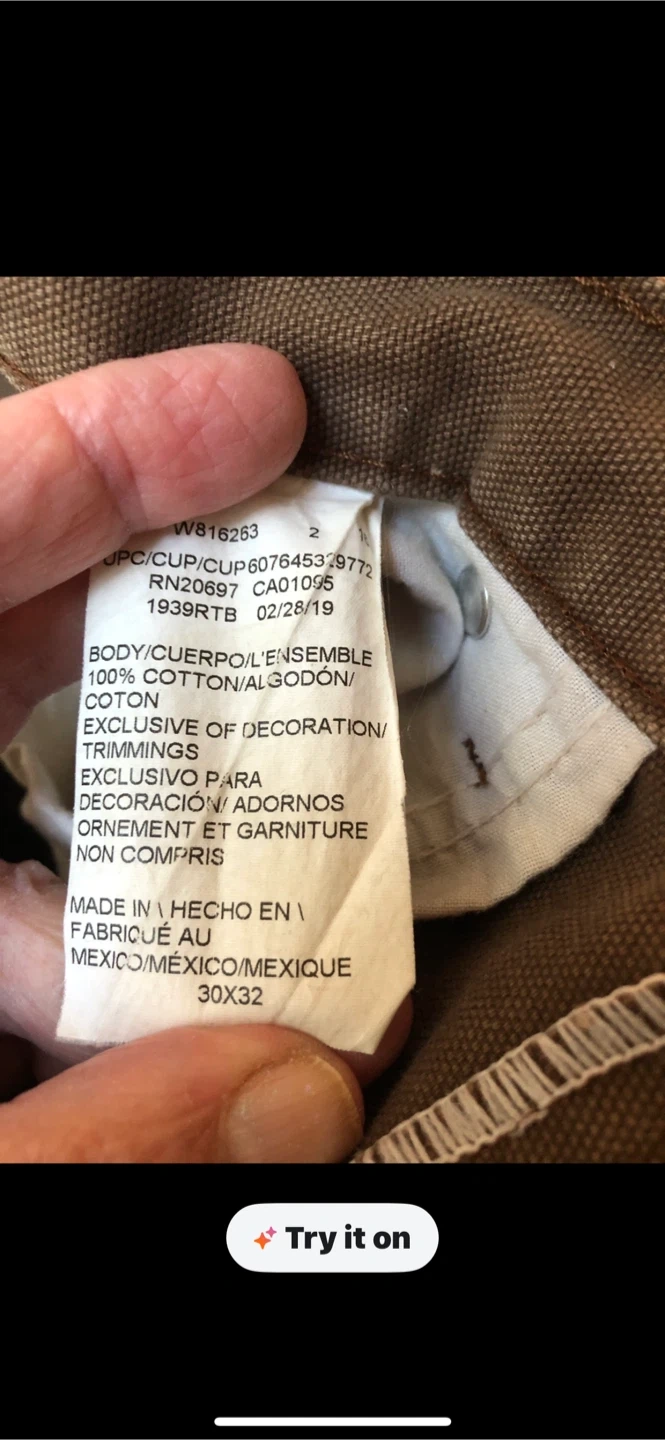 W816263 2
UPC/CUP/CUP
RN20697 CA01095
1939RTB 02/28/19
BODY/CUERPO/L'ENSEMBLE
100% COTTON/ALGODÓN/
COTON
EXCLUSIVE OF DECORATION/
TRIMMINGS
EXCLUSIVO PARA
DECORACIÓN/ ADORNOS
ORNEMENT ET GARNITURE
NON COMPRIS
MADE IN \ HECHO EN \
FABRIQUÉ AU
MEXICO/MÉXICO/MEXIQUE
30X32
Try it on